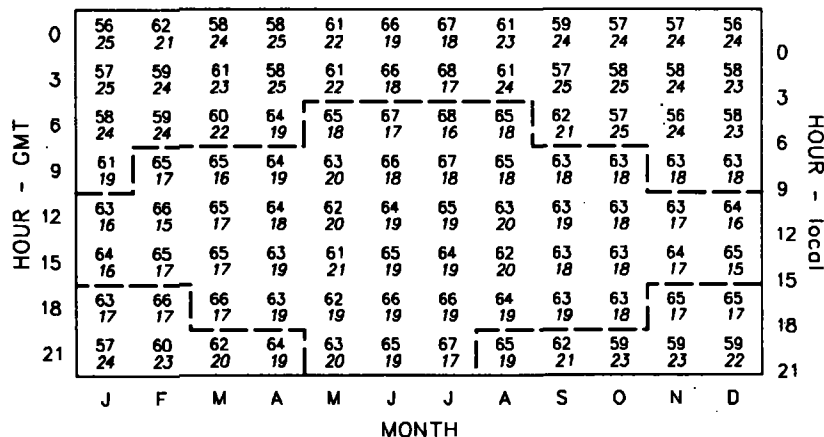 56 62 58 58 61 66 67 61 59 57 57 56
0 25 21 24 25 22 19 18 23 24 24 24 24 0
57 59 61 58 61 66 68 61 57 58 58 58
3 25 24 23 25 22 18 17 24 25 25 24 23 3
58 59 60 64 65 67 68 65 62 57 56 58
6 24 24 22 19 18 17 16 18 21 25 24 23 6
61 65 65 64 63 66 67 65 63 63 63 63
9 19 17 16 19 20 18 18 18 18 18 18 18 9
63 66 65 64 62 64 65 63 63 63 63 64
12 16 15 17 18 20 19 19 20 19 18 17 16 12
64 65 65 63 61 65 64 62 63 63 64 65
15 16 17 17 19 21 19 19 20 18 18 17 15 15
63 66 66 63 62 66 66 64 63 63 65 65
18 17 17 17 19 19 19 19 19 19 18 17 17 18
57 60 62 64 63 65 67 65 62 59 59 59
21 24 23 20 19 20 19 17 19 21 23 23 22 21
HOUR - GMT
HOUR - local
J F M A M J J A S O N D
MONTH